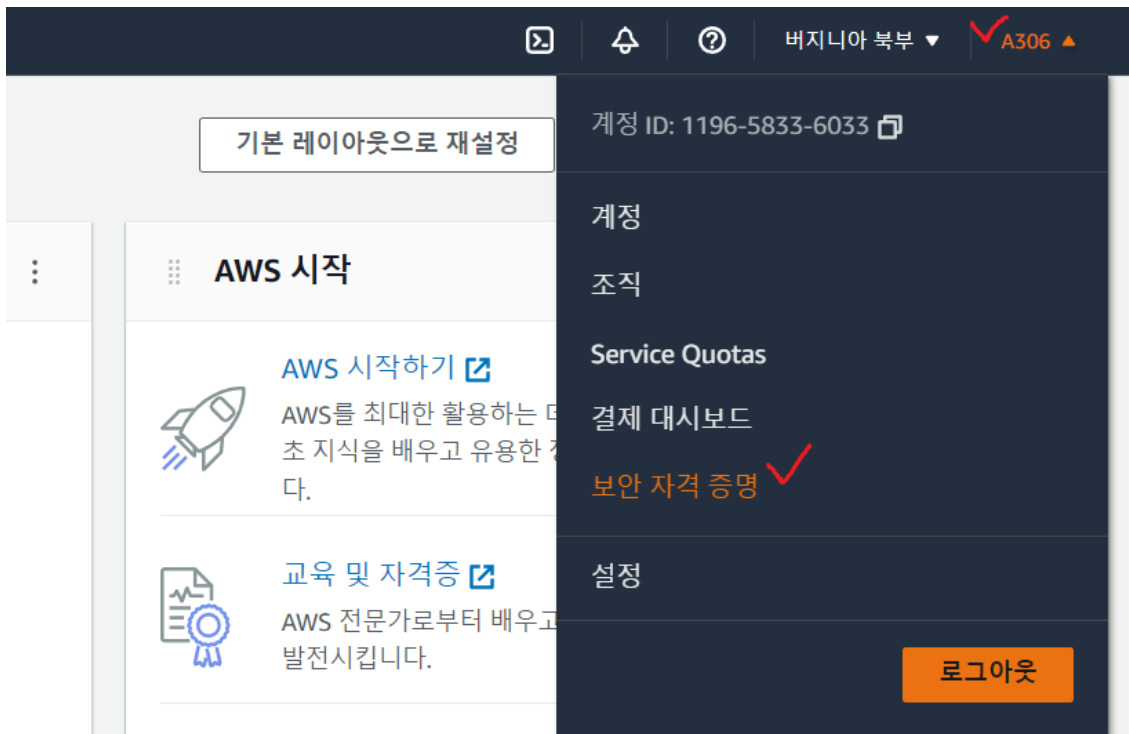 버지니아 북부 ▼
A306 ▲
기본 레이아웃으로 재설정
계정 ID: 1196-5833-6033
계정
조직
Service Quotas
결제 대시보드
보안 자격 증명
설정
로그아웃
AWS 시작
AWS 시작하기
AWS를 최대한 활용하는
초 지식을 배우고 유용한
다.
교육 및 자격증
AWS 전문가로부터 배우고
발전시킵니다.